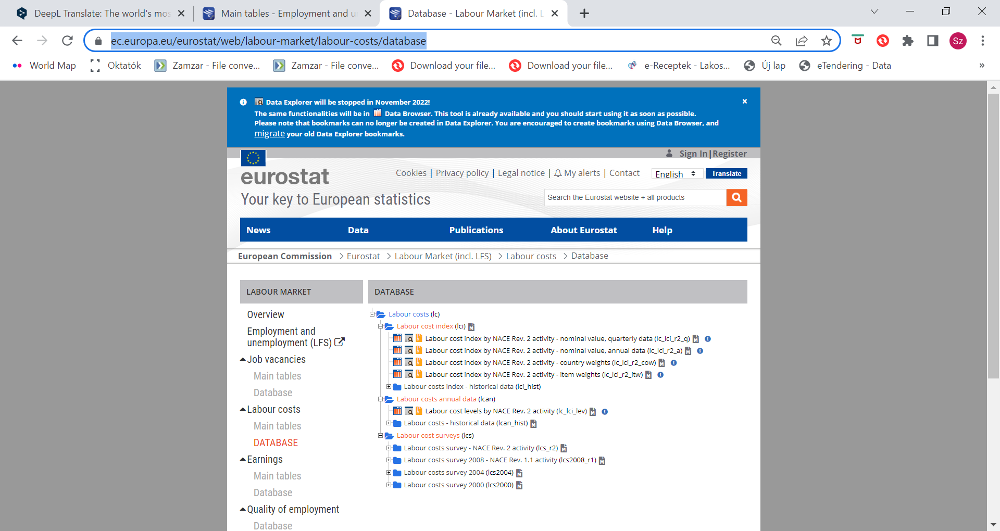 DeepL Translate: The world's mos
Main tables - Employment and u
Database - Labour Market (incl. L
ec.europa.eu/eurostat/web/labour-market/labour-costs/database
Sz
World Map
Oktatók
Zamzar - File conve...
Zamzar - File conve...
Download your file...
Download your file...
e-Receptek - Lakos...
Új lap
eTendering - Data
»
Data Explorer will be stopped in November 2022!
The same functionalities will be in Data Browser. This tool is already available and you should start using it as soon as possible.
Please note that bookmarks can no longer be created in Data Explorer. You are encouraged to create bookmarks using Data Browser, and
migrate your old Data Explorer bookmarks.
Sign In|Register
eurostat
Cookies | Privacy policy | Legal notice | My alerts | Contact
English
Translate
Your key to European statistics
Search the Eurostat website + all products
News
Data
Publications
About Eurostat
Help
European Commission > Eurostat > Labour Market (incl. LFS) > Labour costs > Database
LABOUR MARKET
Overview
Employment and
unemployment (LFS)
Job vacancies
Main tables
Database
Labour costs
Main tables
DATABASE
Earnings
Main tables
Database
Quality of employment
Database
DATABASE
Labour costs (lc)
Labour cost index (lci) M
Labour cost index by NACE Rev. 2 activity - nominal value, quarterly data (lc_lci_r2_q) M i
Labour cost index by NACE Rev. 2 activity - nominal value, annual data (lc_lci_r2_a) M i
Labour cost index by NACE Rev. 2 activity - country weights (lc_lci_r2_cow) M i
Labour cost index by NACE Rev. 2 activity - item weights (lc_lci_r2_itw) M i
Labour costs index - historical data (lci_hist)
Labour costs annual data (lcan)
Labour cost levels by NACE Rev. 2 activity (lc_lci_lev) M i
Labour costs - historical data (lcan_hist) M
Labour cost surveys (lcs)
Labour costs survey - NACE Rev. 2 activity (lcs_r2) M
Labour costs survey 2008 - NACE Rev. 1.1 activity (lcs2008_r1) M
Labour costs survey 2004 (lcs2004) M
Labour costs survey 2000 (lcs2000) M